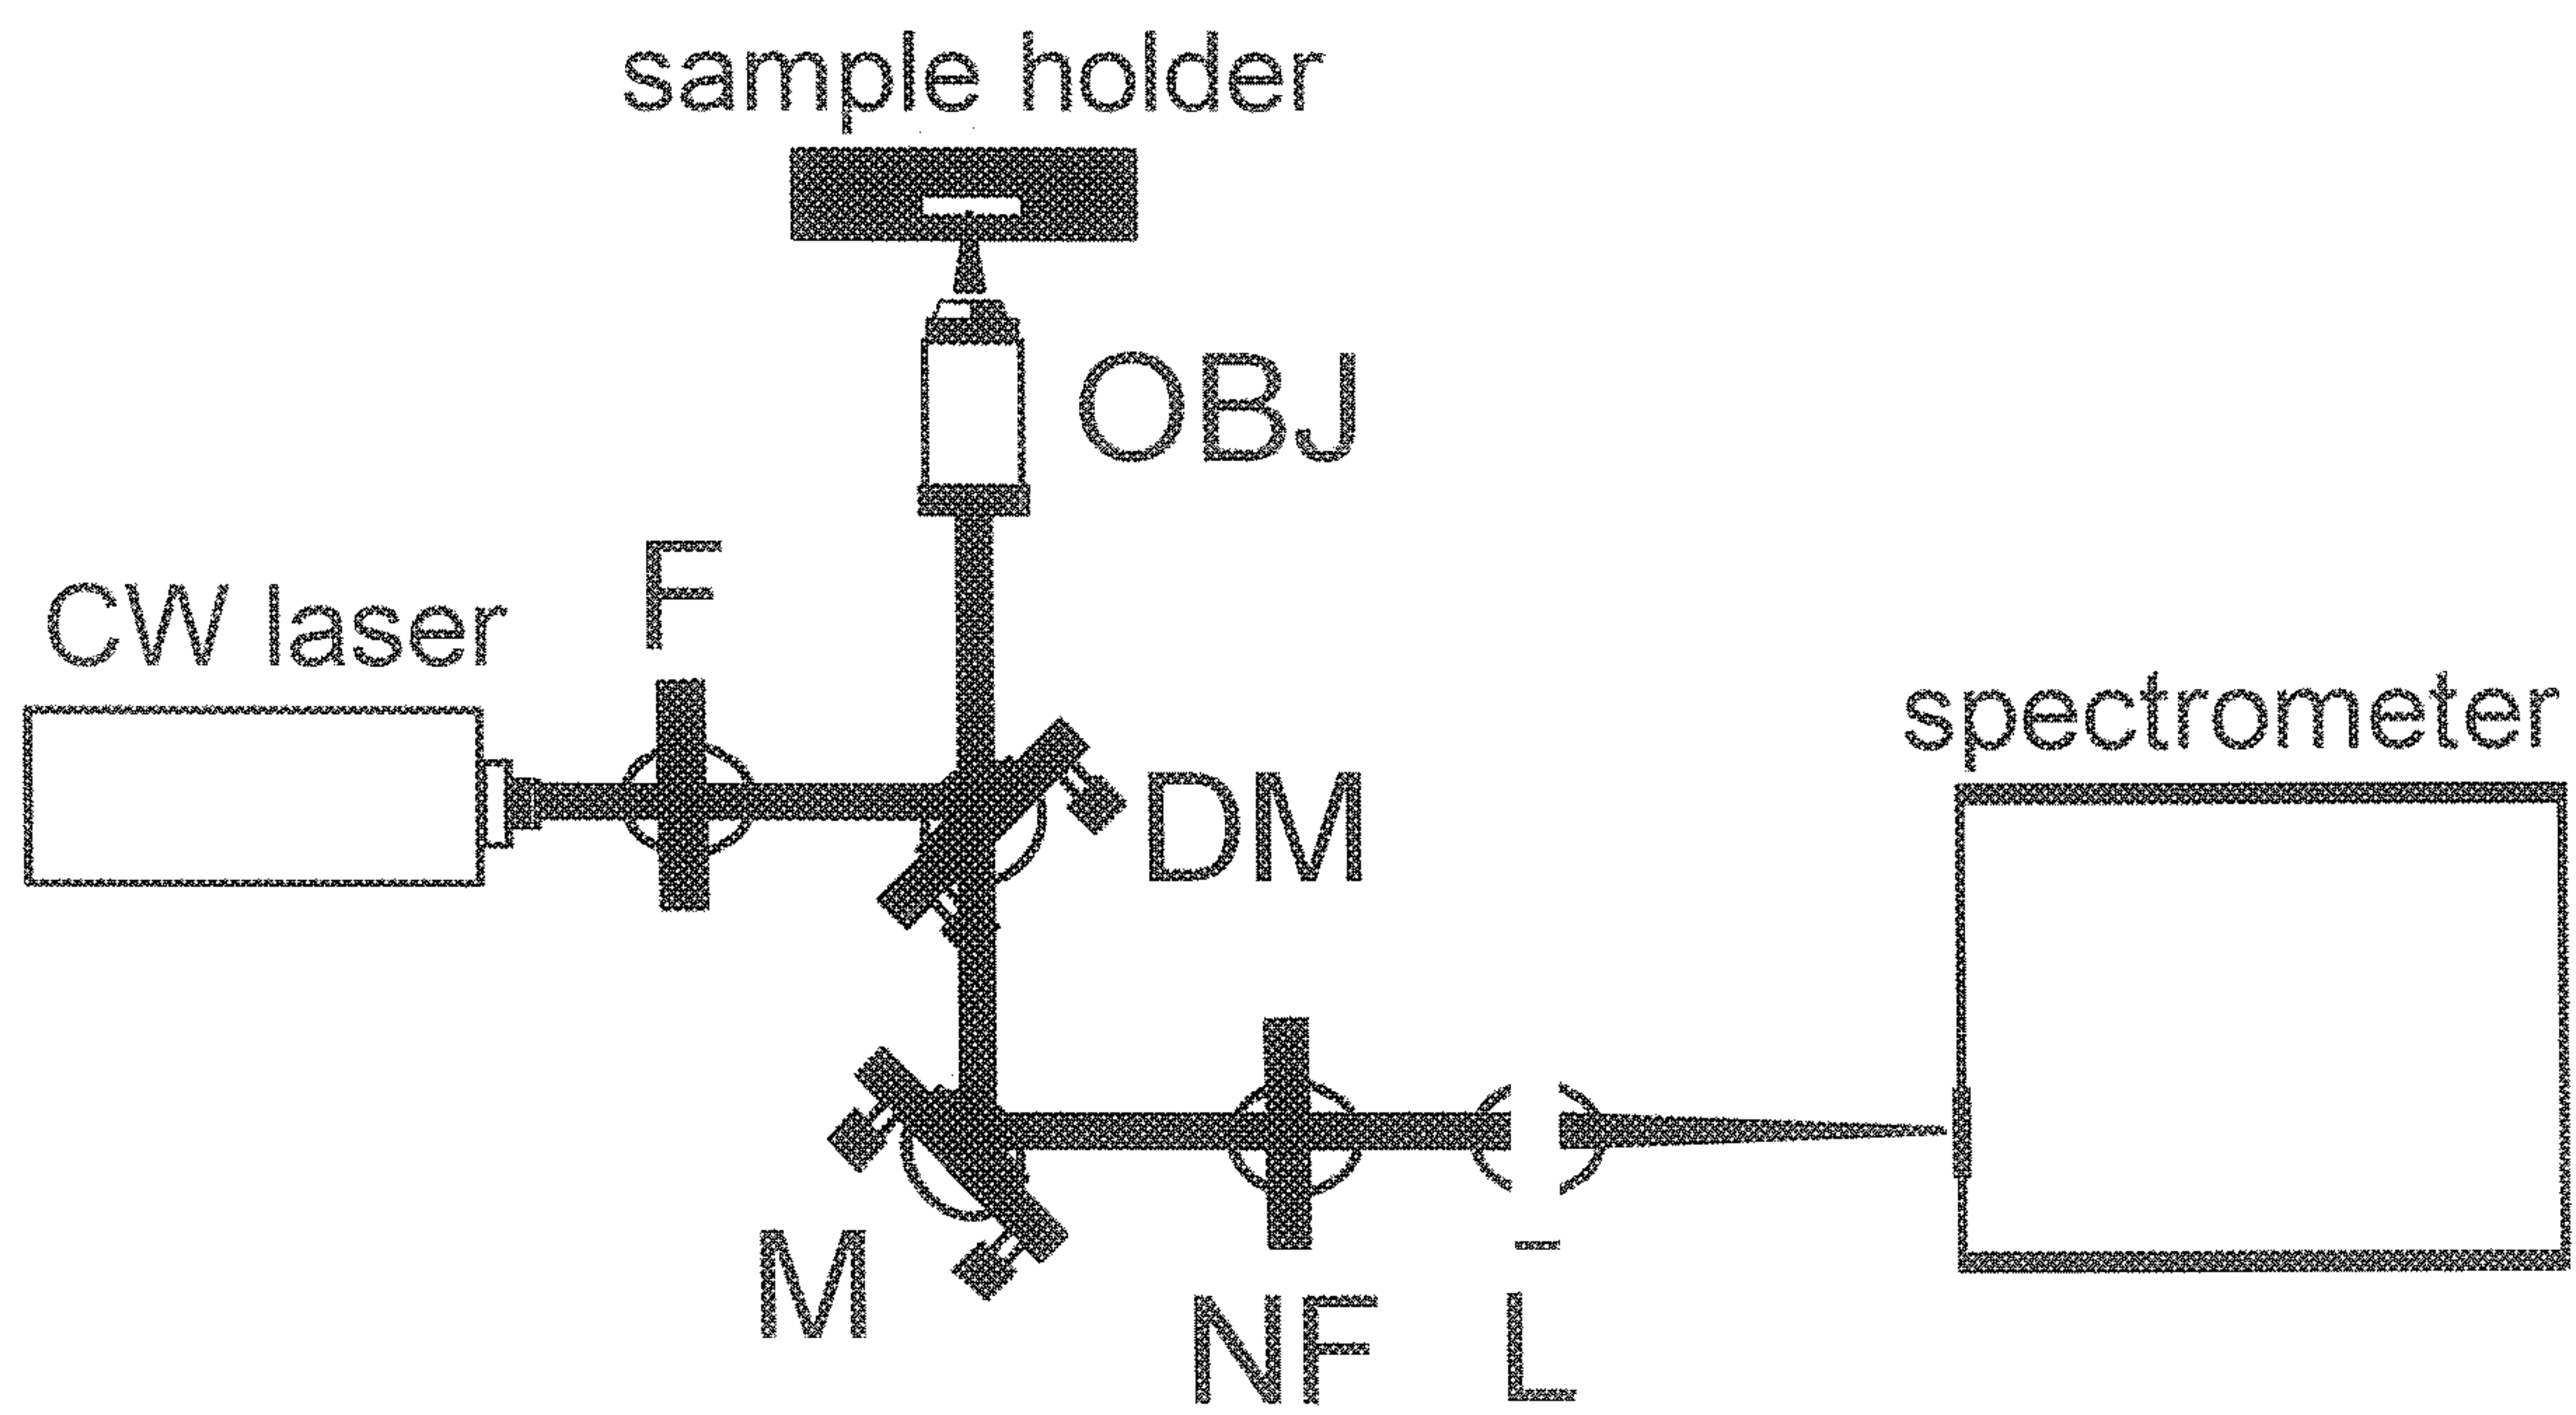 sample holder
OBJ
F
CW laser
spectrometer
DM
M
NF
L